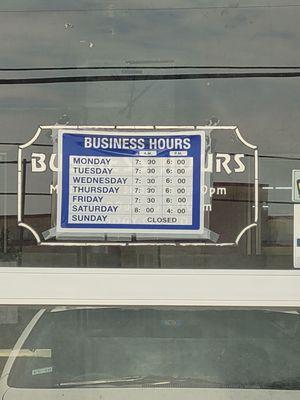 BUSINESS HOURS
A.M. P.M.
MONDAY 7: 30 6: 00
TUESDAY 7: 30 6: 00
WEDNESDAY 7: 30 6: 00
THURSDAY 7: 30 6: 00
FRIDAY 7: 30 6: 00
SATURDAY 8: 00 4: 00
SUNDAY CLOSED